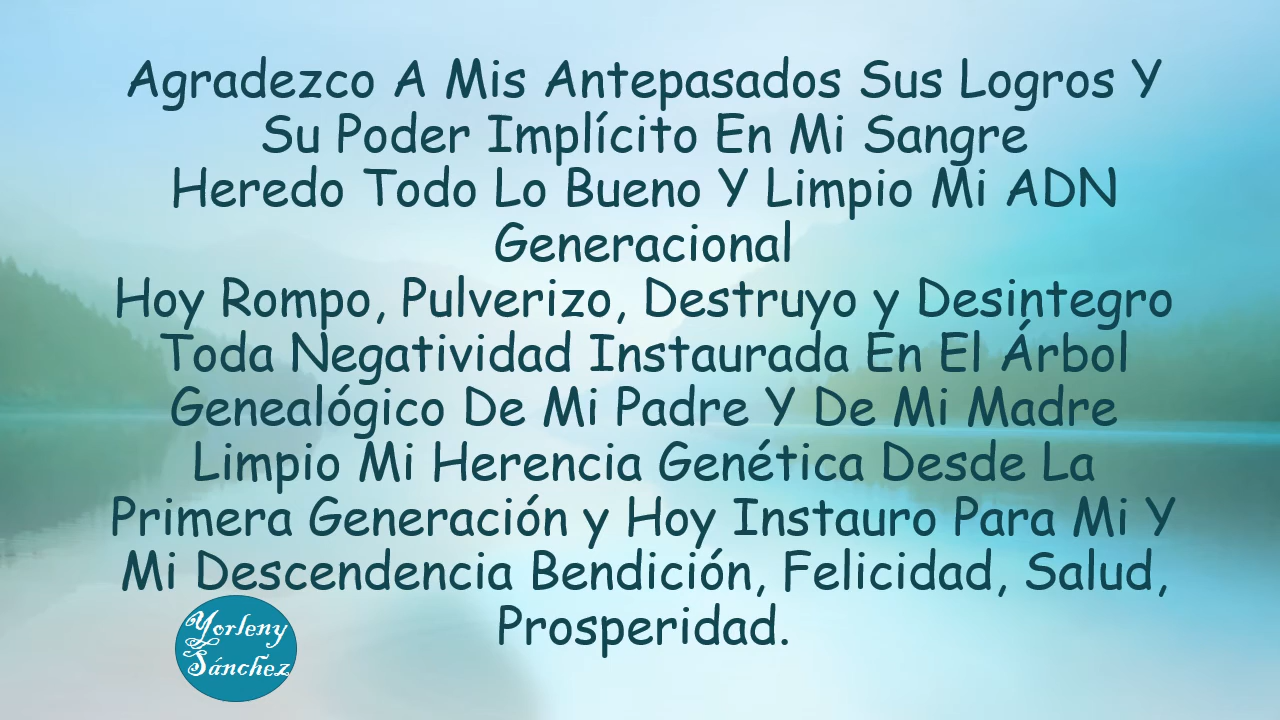 Agradezco A Mis Antepasados Sus Logros Y
Su Poder Implícito En Mi Sangre
Heredo Todo Lo Bueno Y Limpio Mi ADN
Generacional
Hoy Rompo, Pulverizo, Destruyo y Desintegro
Toda Negatividad Instaurada En El Árbol
Genealógico De Mi Padre Y De Mi Madre
Limpio Mi Herencia Genética Desde La
Primera Generación y Hoy Instauro Para Mi Y
Mi Descendencia Bendición, Felicidad, Salud,
Prosperidad.
Yorleny
Sánchez